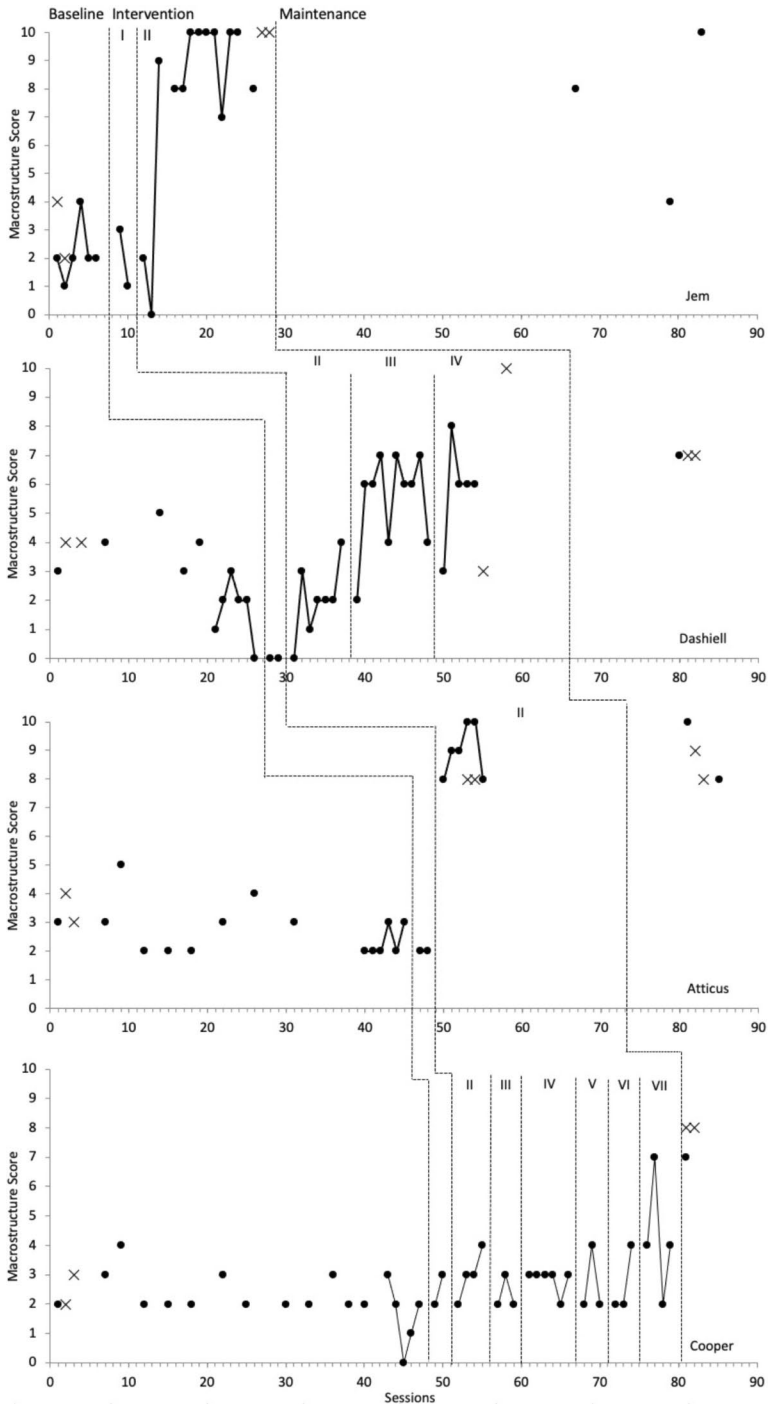 Baseline Intervention Maintenance
I II
10
9
8
7
6
5
4
3
2
1
0
Macrostructure Score
Jem
0 10 20 30 40 50 60 70 80 90
II III IV
10
9
8
7
6
5
4
3
2
1
0
Macrostructure Score
Dashiell
0 10 20 30 40 50 60 70 80 90
II
10
9
8
7
6
5
4
3
2
1
0
Macrostructure Score
Atticus
0 10 20 30 40 50 60 70 80 90
II III IV V VI VII
10
9
8
7
6
5
4
3
2
1
0
Macrostructure Score
Cooper
0 10 20 30 40 50 60 70 80 90
Sessions